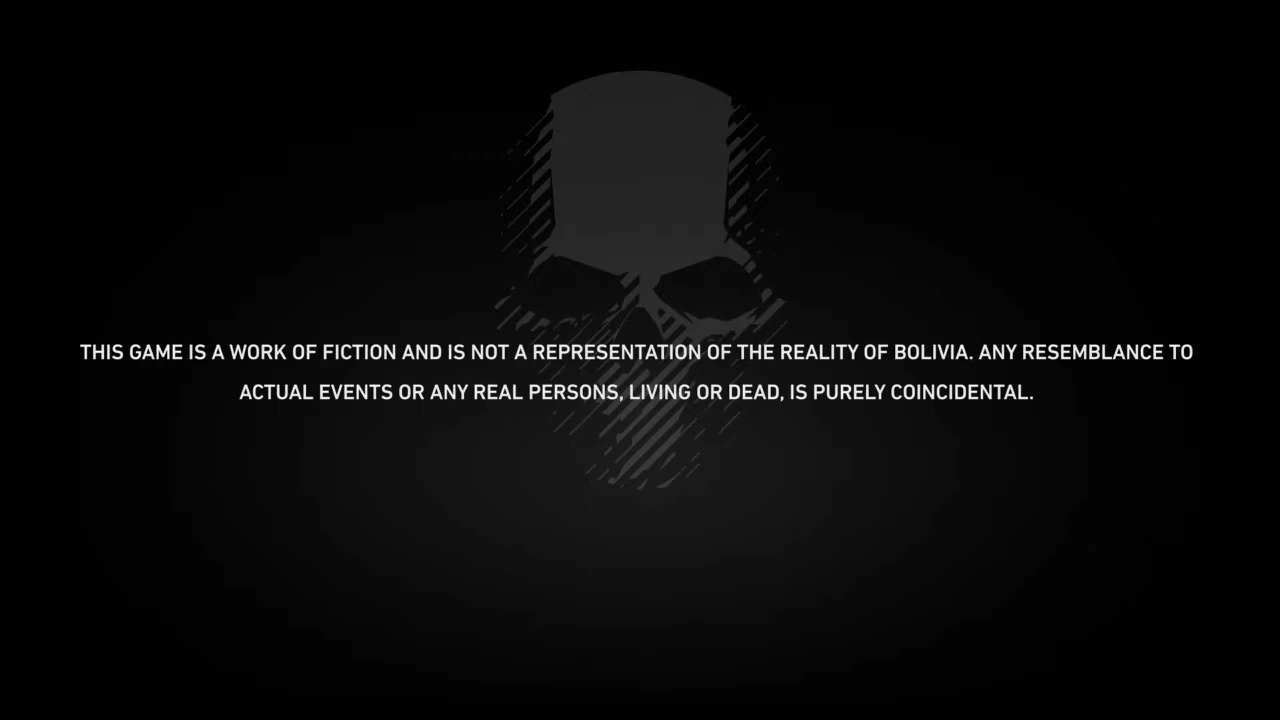 THIS GAME IS A WORK OF FICTION AND IS NOT A REPRESENTATION OF THE REALITY OF BOLIVIA. ANY RESEMBLANCE TO
ACTUAL EVENTS OR ANY REAL PERSONS, LIVING OR DEAD, IS PURELY COINCIDENTAL.